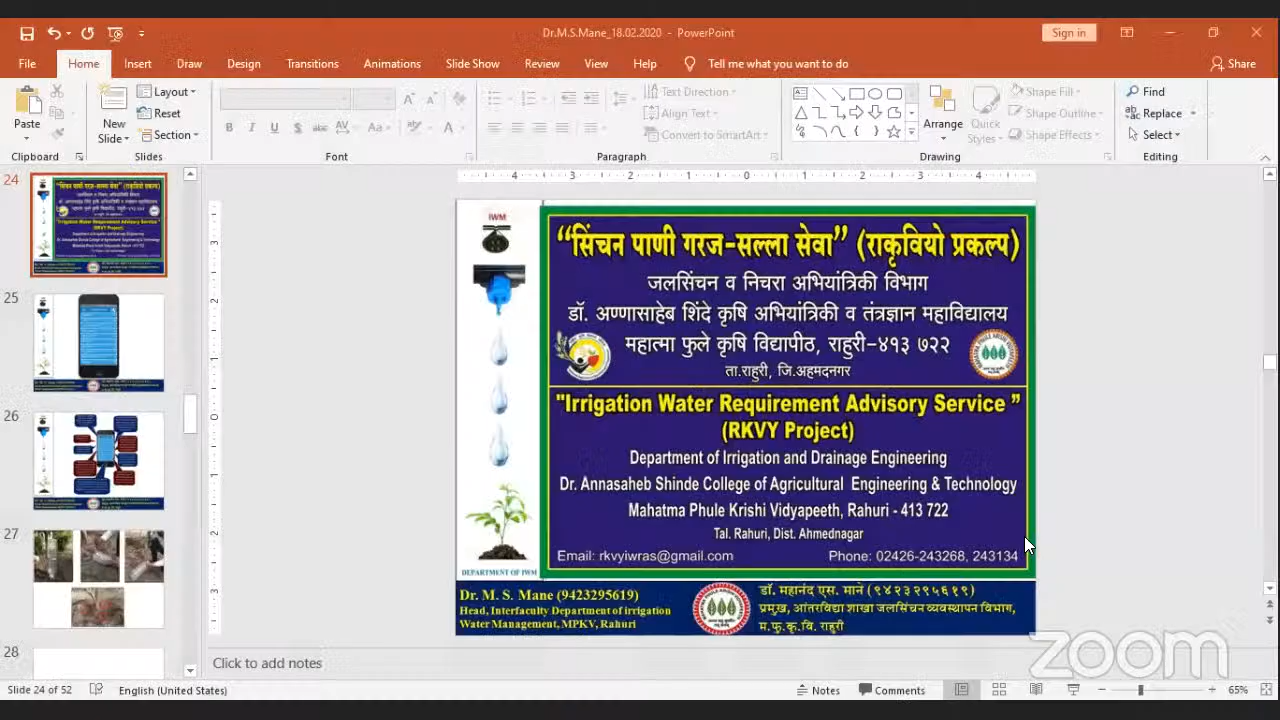 Dr.M.S.Mane_18.02.2020 - PowerPoint
Sign in
File Home Insert Draw Design Transitions Animations Slide Show Review View Help Tell me what you want to do Share
Paste
Clipboard
New Slide
Layout
Reset
Section
Slides
Font
Text Direction
Align Text
Convert to SmartArt
Paragraph
Arrange
Quick Styles
Shape Fill
Shape Outline
Shape Effects
Drawing
Find
Replace
Select
Editing
24
25
26
27
28
IWM
DEPARTMENT OF IWM
“सिंचन पाणी गरज-सल्ला सेवा” (राकृवियो प्रकल्प)
जलसिंचन व निचरा अभियांत्रिकी विभाग
डॉ. अण्णासाहेब शिंदे कृषि अभियांत्रिकी व तंत्रज्ञान महाविद्यालय
महात्मा फुले कृषि विद्यापीठ, राहुरी-४१३ ७२२
ता.राहुरी, जि.अहमदनगर
"Irrigation Water Requirement Advisory Service ”
(RKVY Project)
Department of Irrigation and Drainage Engineering
Dr. Annasaheb Shinde College of Agricultural Engineering & Technology
Mahatma Phule Krishi Vidyapeeth, Rahuri - 413 722
Tal. Rahuri, Dist. Ahmednagar
Email: rkvyiwras@gmail.com Phone: 02426-243268, 243134
Dr. M. S. Mane (9423295619)
Head, Interfaculty Department of irrigation
Water Management, MPKV, Rahuri
डॉ. महानंद एस. माने (९४२३२९५६१९)
प्रमुख, आंतरविद्या शाखा जलसिंचन व्यवस्थापन विभाग,
म.फु.कृ.वि. राहुरी
zoom
Click to add notes
Slide 24 of 52 English (United States) Notes Comments 65%